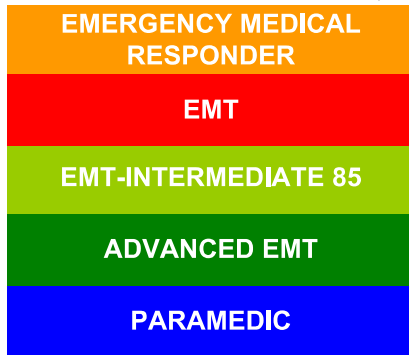 EMERGENCY MEDICAL
RESPONDER
EMT
EMT-INTERMEDIATE 85
ADVANCED EMT
PARAMEDIC